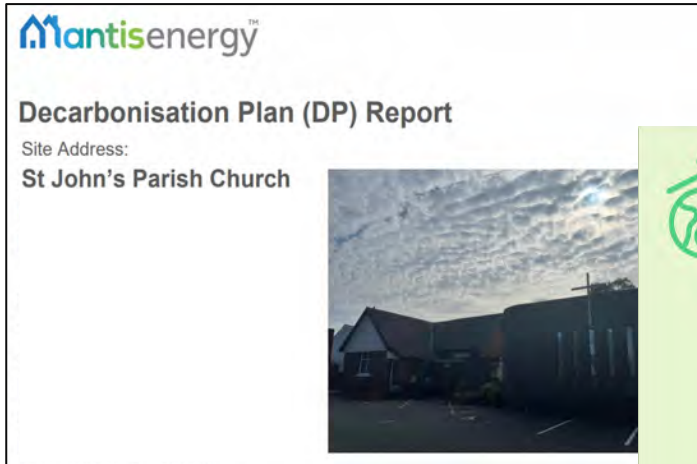 Mantisenergy™
Decarbonisation Plan (DP) Report
Site Address:
St John's Parish Church